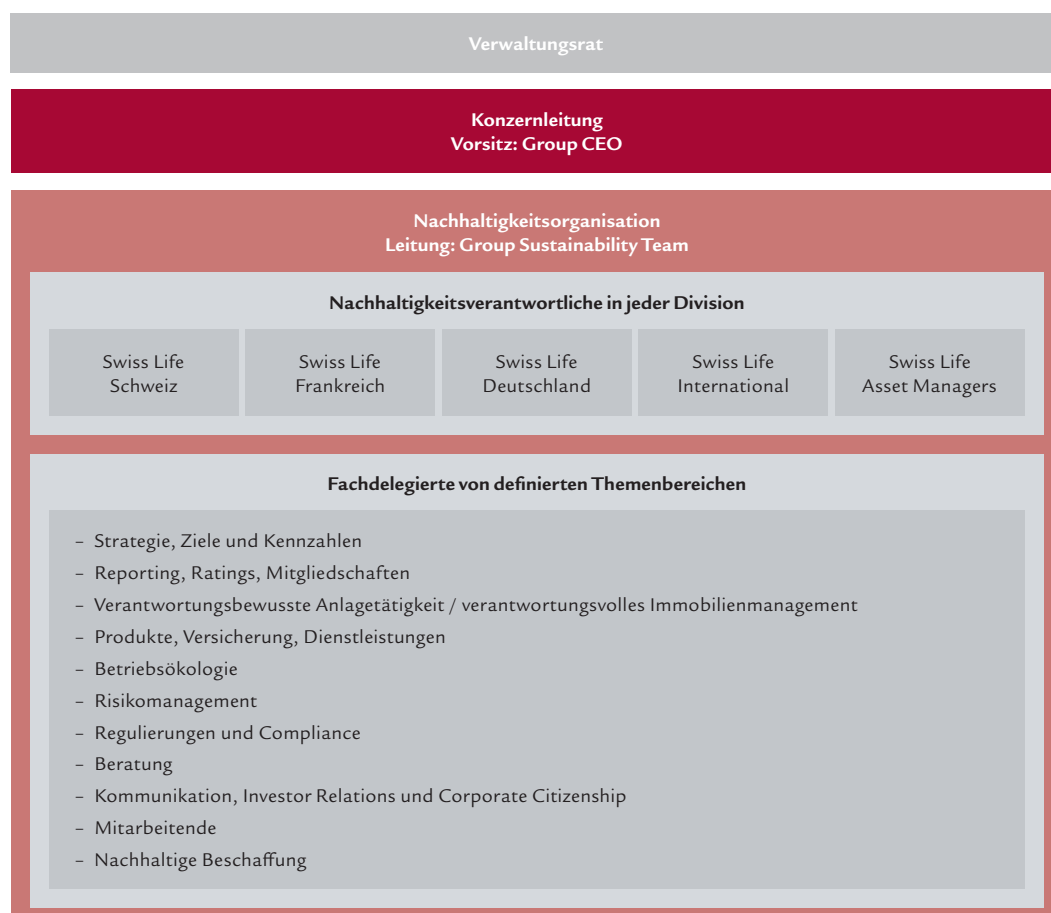 Verwaltungsrat
Konzernleitung
Vorsitz: Group CEO
Nachhaltigkeitsorganisation
Leitung: Group Sustainability Team
Nachhaltigkeitsverantwortliche in jeder Division
Swiss Life
Schweiz
Swiss Life
Frankreich
Swiss Life
Deutschland
Swiss Life
International
Swiss Life
Asset Managers
Fachdelegierte von definierten Themenbereichen
– Strategie, Ziele und Kennzahlen
– Reporting, Ratings, Mitgliedschaften
– Verantwortungsbewusste Anlagetätigkeit / verantwortungsvolles Immobilienmanagement
– Produkte, Versicherung, Dienstleistungen
– Betriebsökologie
– Risikomanagement
– Regulierungen und Compliance
– Beratung
– Kommunikation, Investor Relations und Corporate Citizenship
– Mitarbeitende
– Nachhaltige Beschaffung